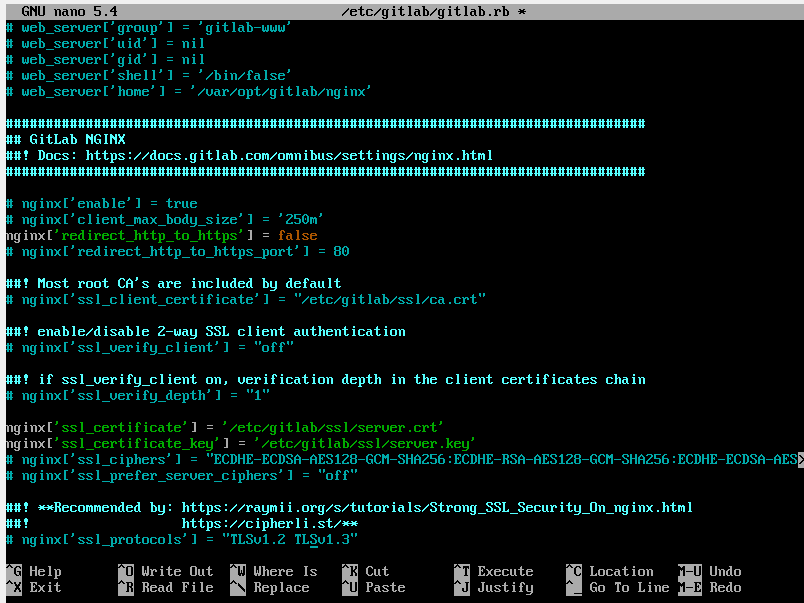 GNU nano 5.4 /etc/gitlab/gitlab.rb *
# web_server['group'] = 'gitlab-www'
# web_server['uid'] = nil
# web_server['gid'] = nil
# web_server['shell'] = '/bin/false'
# web_server['home'] = '/var/opt/gitlab/nginx'
################################################################################
## GitLab NGINX
##! Docs: https://docs.gitlab.com/omnibus/settings/nginx.html
################################################################################
# nginx['enable'] = true
# nginx['client_max_body_size'] = '250m'
nginx['redirect_http_to_https'] = false
# nginx['redirect_http_to_https_port'] = 80
##! Most root CA's are included by default
# nginx['ssl_client_certificate'] = "/etc/gitlab/ssl/ca.crt"
##! enable/disable 2-way SSL client authentication
# nginx['ssl_verify_client'] = "off"
##! if ssl_verify_client on, verification depth in the client certificates chain
# nginx['ssl_verify_depth'] = "1"
nginx['ssl_certificate'] = '/etc/gitlab/ssl/server.crt'
nginx['ssl_certificate_key'] = '/etc/gitlab/ssl/server.key'
# nginx['ssl_ciphers'] = "ECDHE-ECDSA-AES128-GCM-SHA256:ECDHE-RSA-AES128-GCM-SHA256:ECDHE-ECDSA-AES>
# nginx['ssl_prefer_server_ciphers'] = "off"
##! **Recommended by: https://raymii.org/s/tutorials/Strong_SSL_Security_On_nginx.html
##! https://cipherli.st/**
# nginx['ssl_protocols'] = "TLSv1.2 TLSv1.3"
^G Help ^O Write Out ^W Where Is ^K Cut ^T Execute ^C Location M-U Undo
^X Exit ^R Read File ^\ Replace ^U Paste ^J Justify ^_ Go To Line M-E Redo